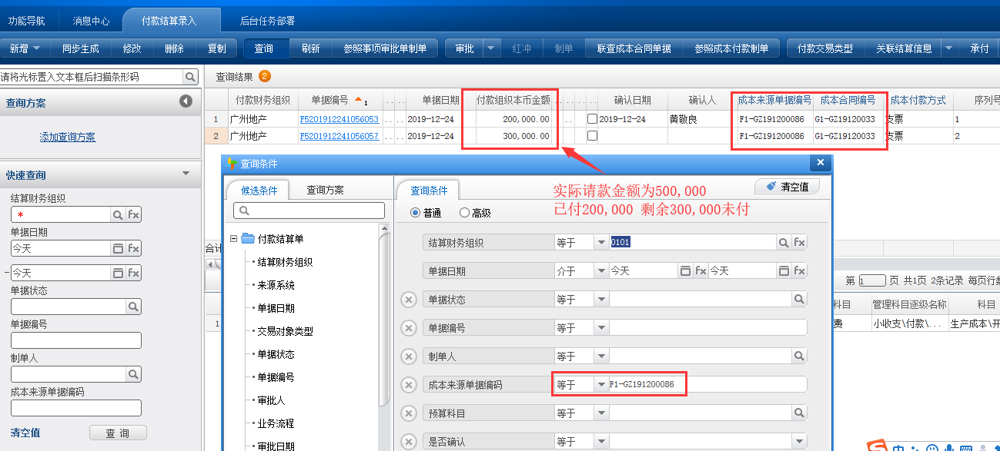 功能导航 消息中心 付款结算录入 后台任务部署
新增 同步生成 修改 删除 复制 查询 刷新 参照事项审批单制单 审批 红冲 制单 联查成本合同单据 参照成本付款制单 付款交易类型 关联结算信息 承付
请将光标置入文本框后扫描条形码
查询结果 2
付款财务组织 单据编号 1 .. .. 单据日期 付款组织本币金额 .. .. .. 确认日期 确认人 成本来源单据编号 成本合同编号 成本付款方式 序列号
1 广州地产 F5201912241056053 .. .. 2019-12-24 200,000.00 .. 2019-12-24 黄敬良 F1-GZ191200086 G1-GZ19120033 支票 1
2 广州地产 F5201912241056057 .. .. 2019-12-24 300,000.00 F1-GZ191200086 G1-GZ19120033 支票 2
查询方案
添加查询方案
快速查询
结算财务组织
* fx
单据日期
今天 fx
-今天 fx
单据状态
单据编号
制单人
成本来源单据编码
清空值 查 询
合计
查询条件
候选条件 查询方案
付款结算单
结算财务组织
来源系统
单据日期
交易对象类型
单据状态
单据编号
审批人
业务流程
审批日期
查询条件 清空值
实际请款金额为500,000
已付200,000 剩余300,000未付
普通 高级
结算财务组织 等于 0101 fx
单据日期 介于 今天 fx 今天 fx
单据状态 等于
单据编号 等于
制单人 等于
成本来源单据编码 等于 F1-GZ191200086
预算科目 等于
是否确认 等于
第 1 页 共1页 2条记录 每页行数
科目 管理科目逐级名称 科目
1 费 小收支\付款\... 生产成本\开
中